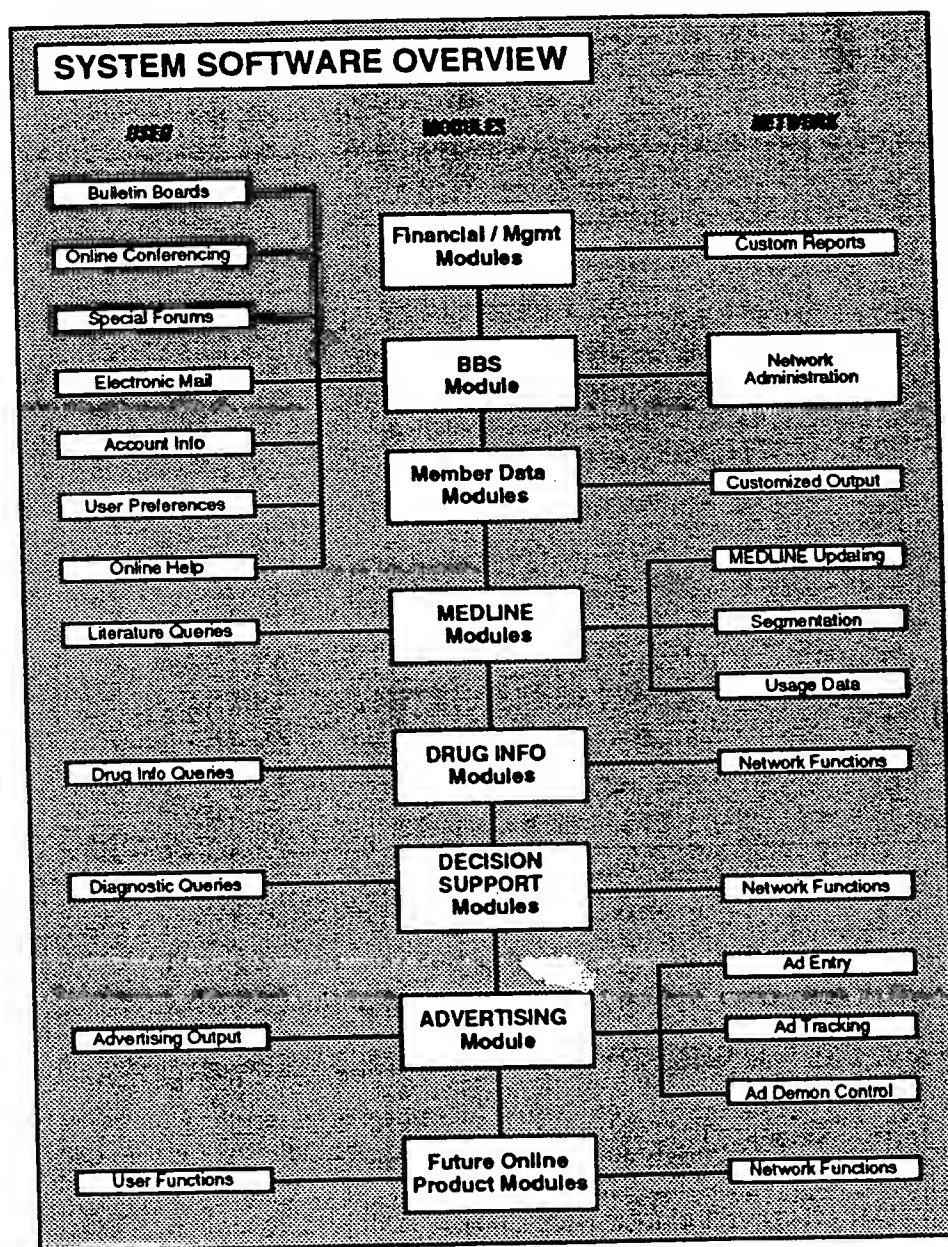 SYSTEM SOFTWARE OVERVIEW
USER
MODULES
NETWORK
Bulletin Boards
Online Conferencing
Special Forums
Electronic Mail
Account Info
User Preferences
Online Help
Literature Queries
Drug Info Queries
Diagnostic Queries
Advertising Output
User Functions
Financial / Mgmt
Modules
BBS
Module
Member Data
Modules
MEDLINE
Modules
DRUG INFO
Modules
DECISION
SUPPORT
Modules
ADVERTISING
Module
Future Online
Product Modules
Custom Reports
Network
Administration
Customized Output
MEDLINE Updating
Segmentation
Usage Data
Network Functions
Network Functions
Ad Entry
Ad Tracking
Ad Demon Control
Network Functions